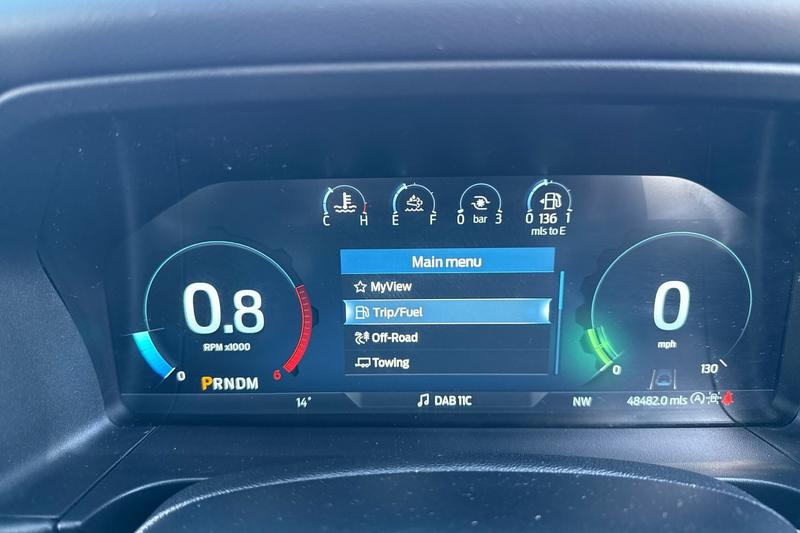 C H E F 0 bar 3 0 136 1
mls to E
Main menu
MyView
Trip/Fuel
Off-Road
Towing
0.8
RPM x1000
0 6
PRNDM
0
mph
0 130
14° DAB 11C NW 48482.0 mls A